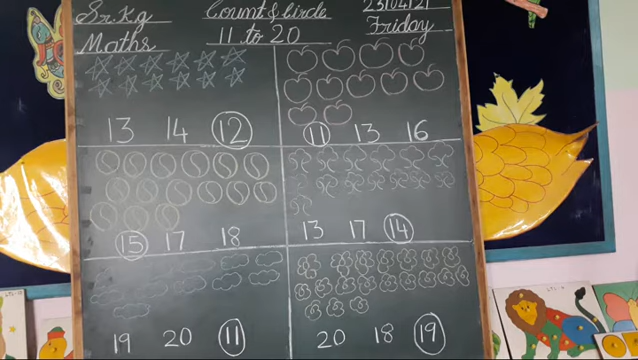 Sr.Kg
Count & Circle
23/04/21
Maths
11 to 20
Friday
13 14 12
11 13 16
15 17 18
13 17 14
19 20 11
20 18 19